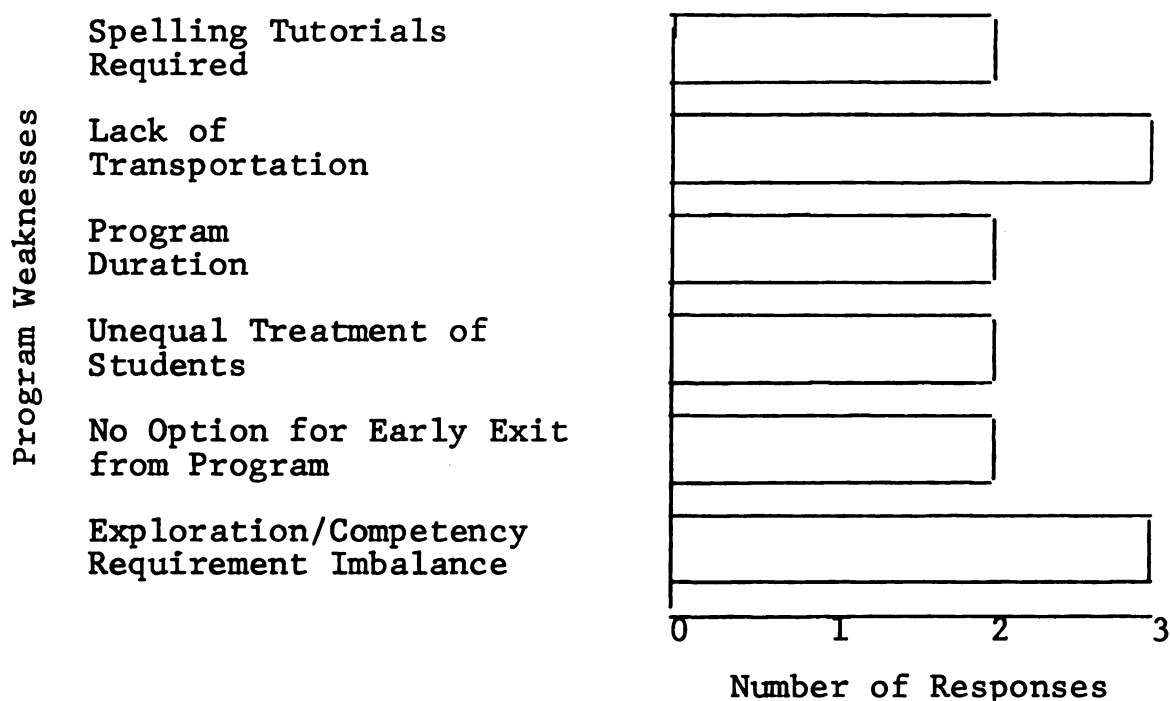 Program Weaknesses
Spelling Tutorials
Required
Lack of
Transportation
Program
Duration
Unequal Treatment of
Students
No Option for Early Exit
from Program
Exploration/Competency
Requirement Imbalance
0 1 2 3
Number of Responses